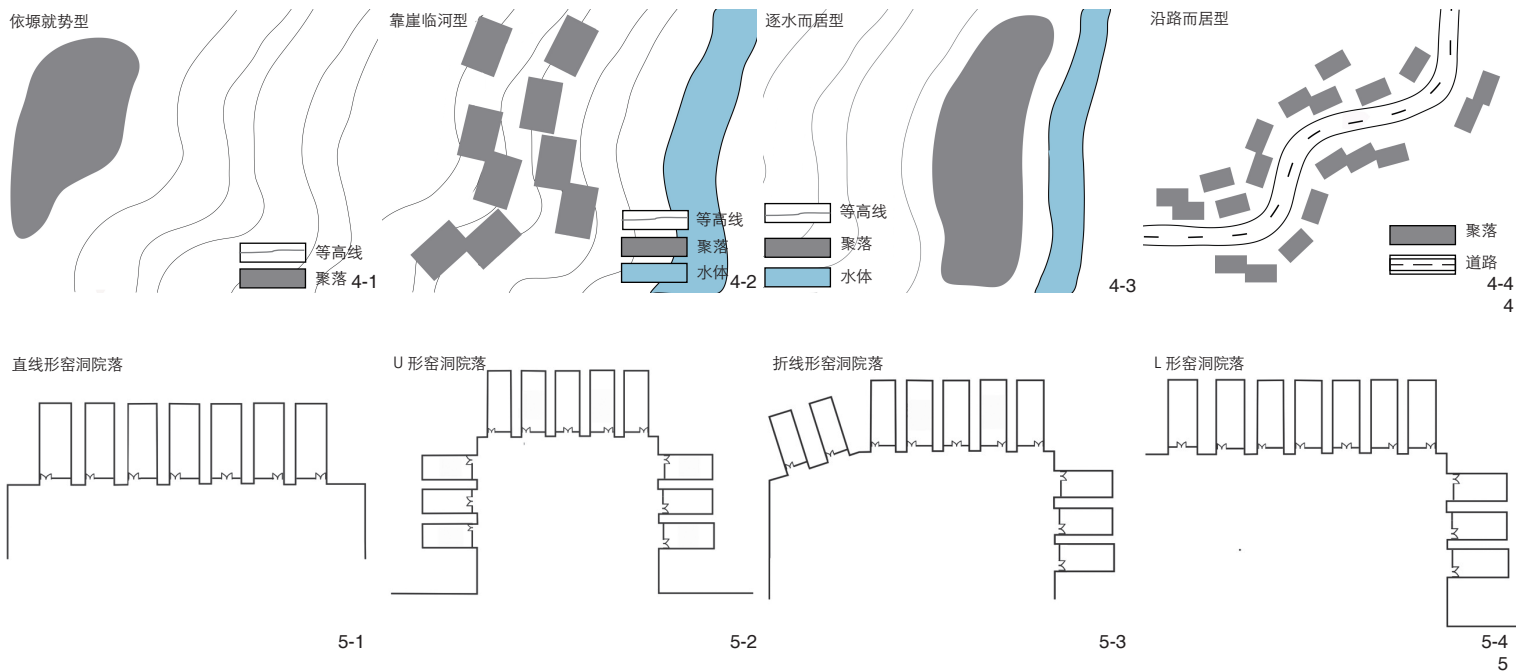 依塬就势型
等高线
聚落
4-1
靠崖临河型
等高线
聚落
水体
4-2
逐水而居型
等高线
聚落
水体
4-3
沿路而居型
聚落
道路
4-4
4
直线形窑洞院落
5-1
U 形窑洞院落
5-2
折线形窑洞院落
5-3
L 形窑洞院落
5-4
5